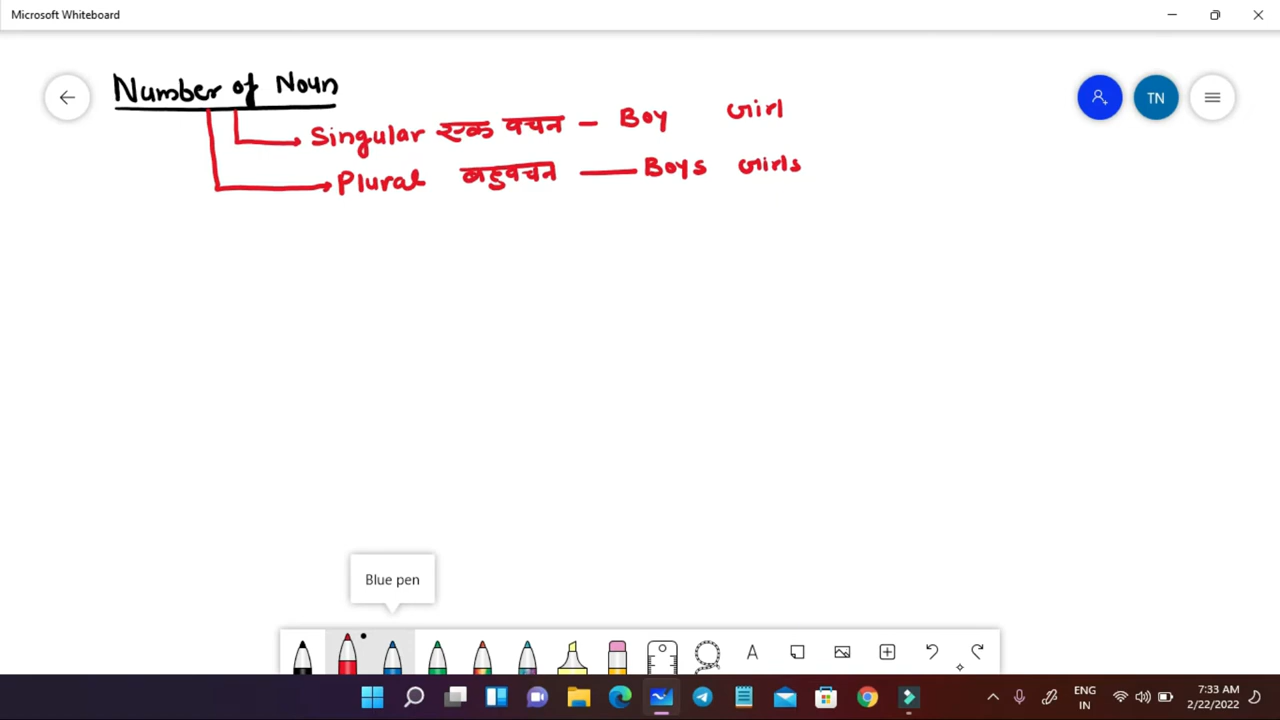 Microsoft Whiteboard
Number of Noun
Singular एक वचन - Boy Girl
Plural बहुवचन — Boys Girls
TN
Blue pen
A
ENG
IN
7:33 AM
2/22/2022